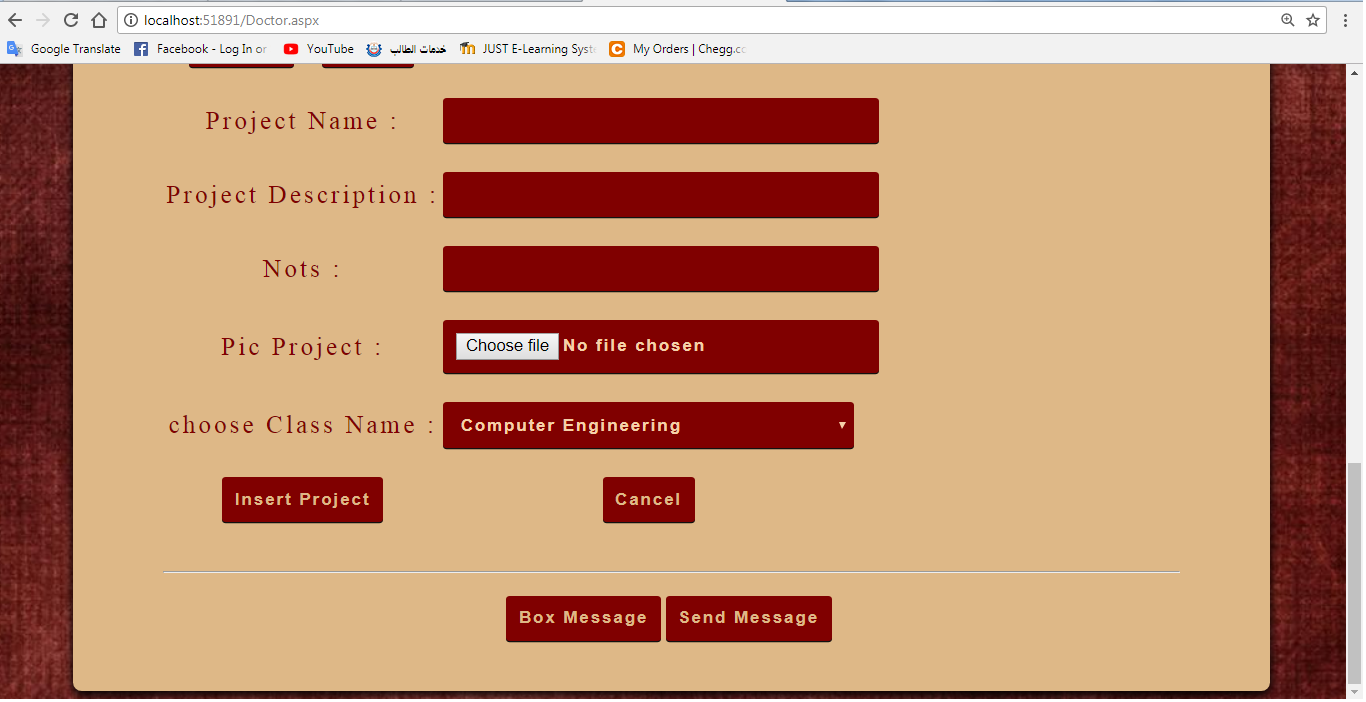 localhost:51891/Doctor.aspx
Google Translate Facebook - Log In or YouTube خدمات الطالب JUST E-Learning Syste My Orders | Chegg.co
Project Name :
Project Description :
Nots :
Pic Project : Choose file No file chosen
choose Class Name : Computer Engineering
Insert Project Cancel
Box Message Send Message